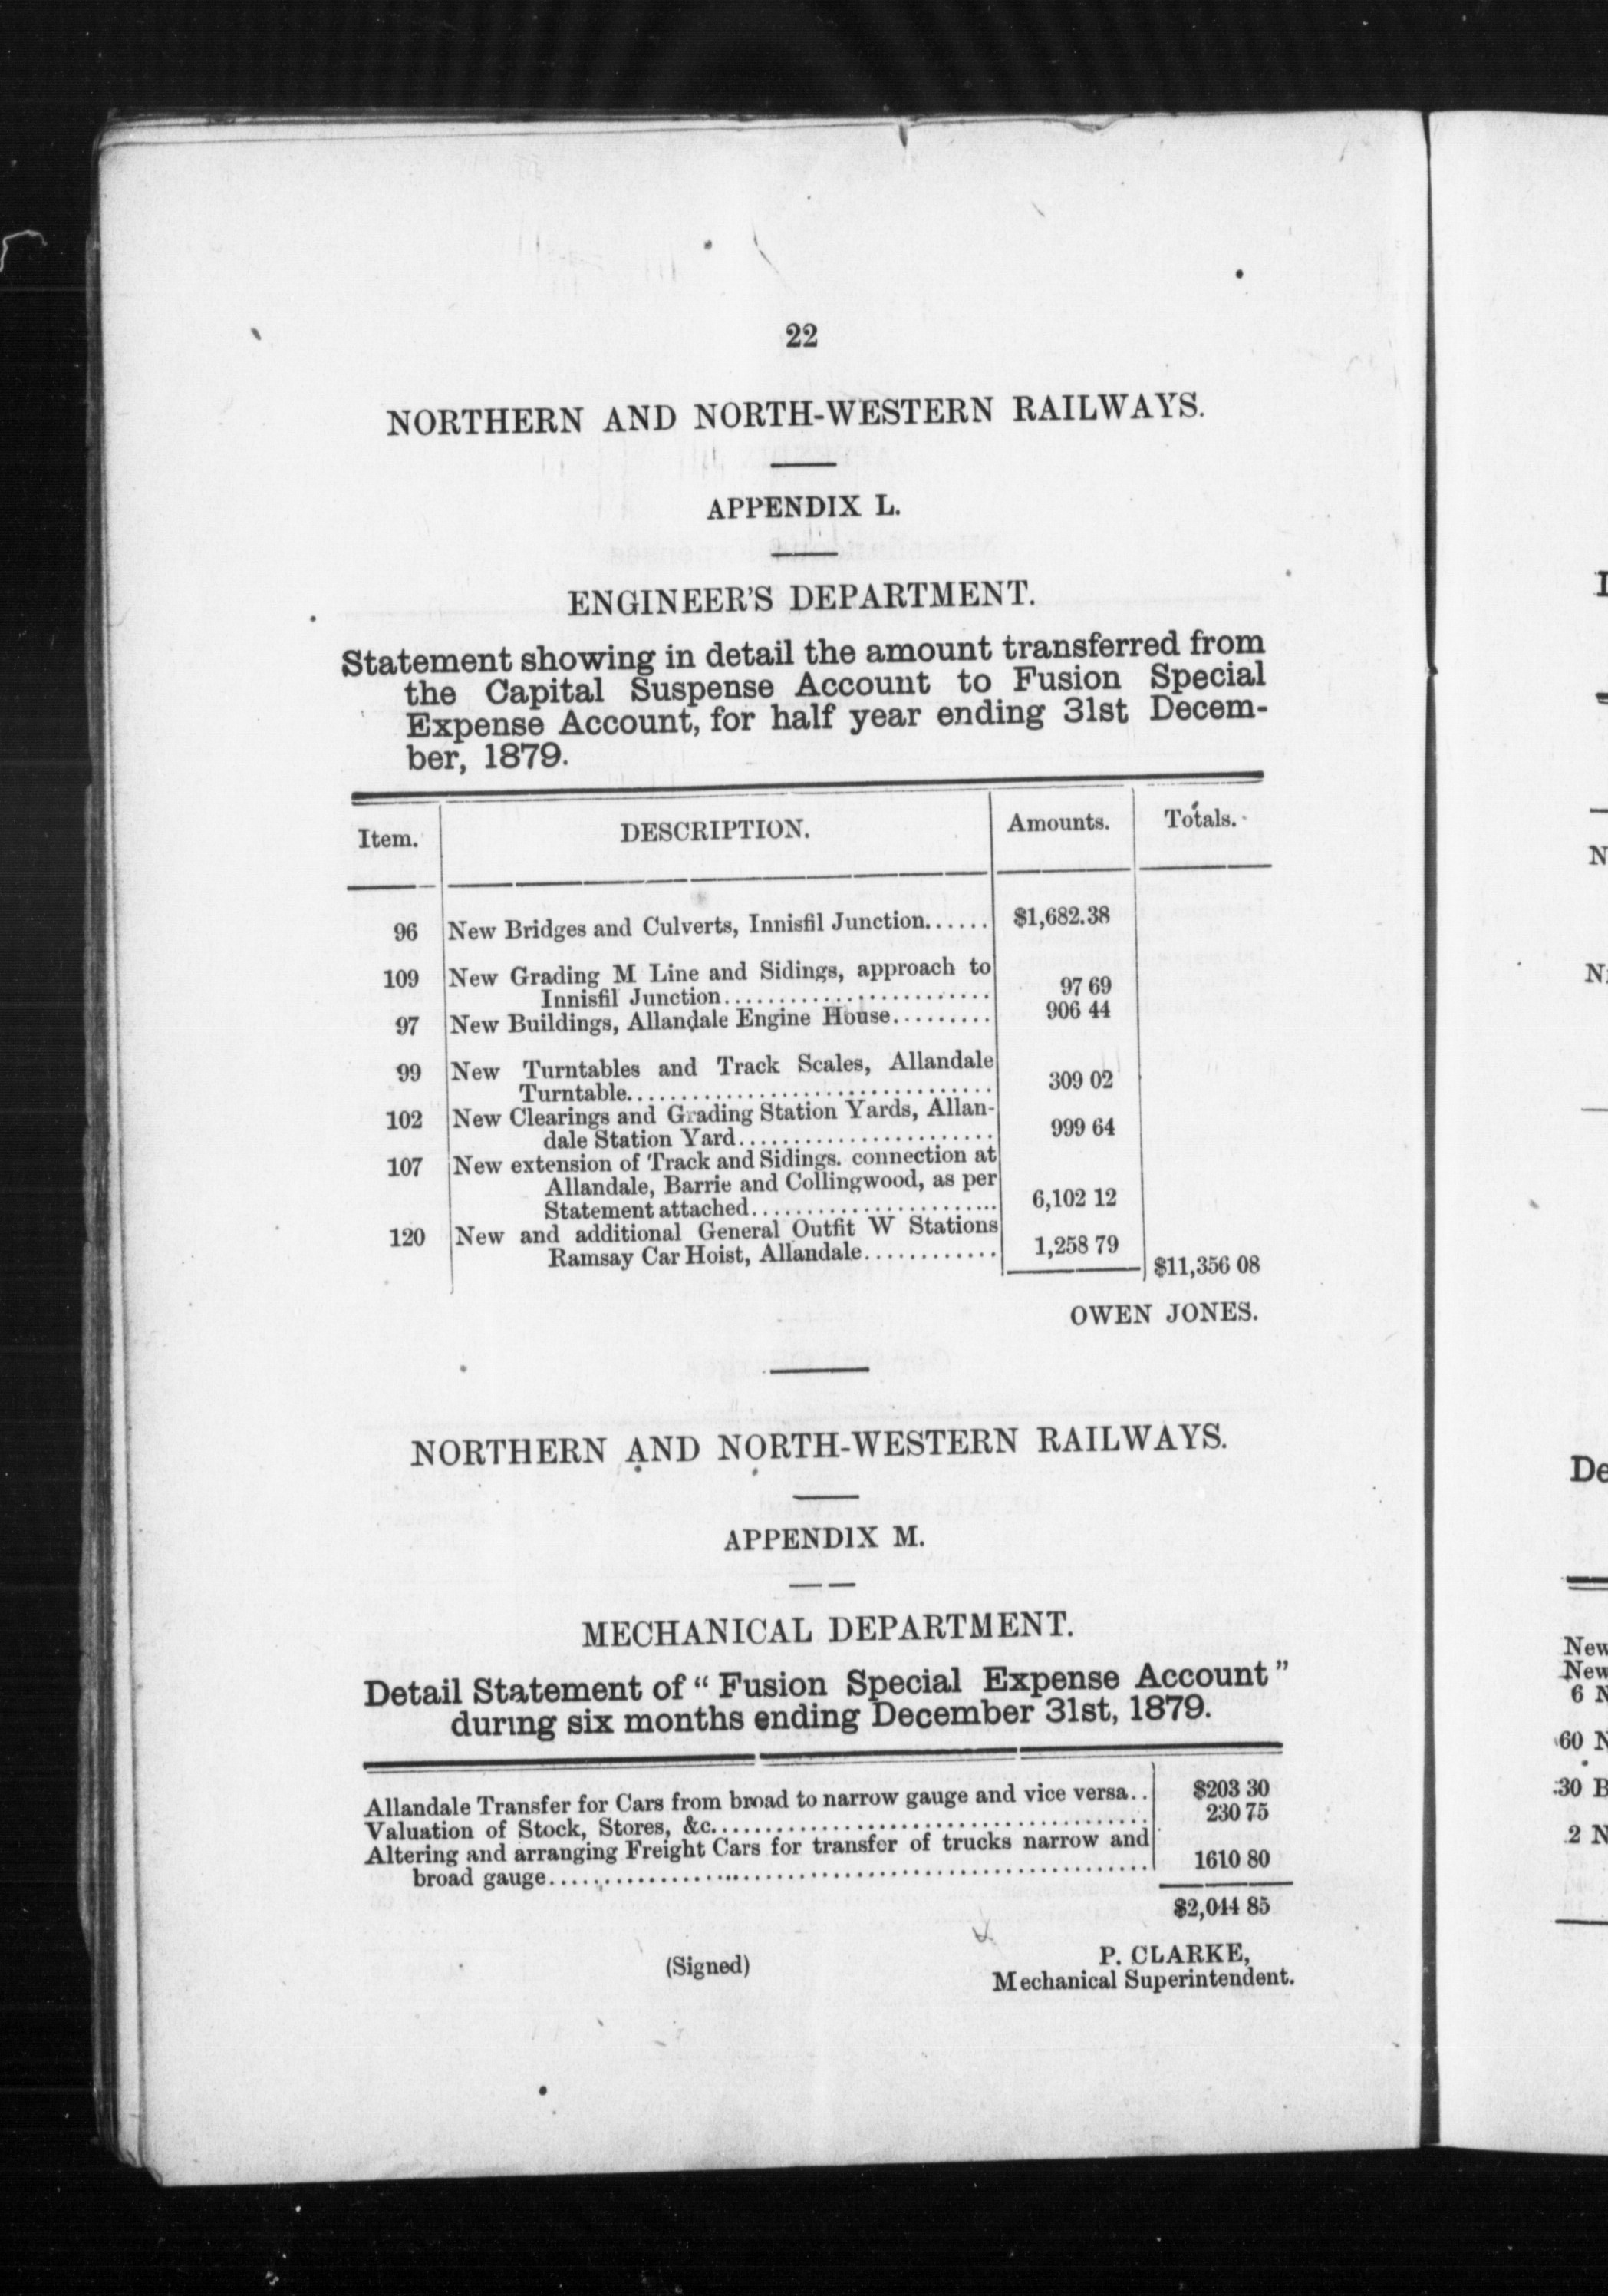 22
NORTHERN AND NORTH-WESTERN RAILWAYS.
APPENDIX L.
ENGINEER'S DEPARTMENT.
Statement showing in detail the amount transferred from
the Capital Suspense Account to Fusion Special
Expense Account, for half year ending 31st Decem-
ber, 1879.
Item. DESCRIPTION. Amounts. Totals.
96 New Bridges and Culverts, Innisfil Junction...... $1,682.38
109 New Grading M Line and Sidings, approach to
Innisfil Junction........................ 97 69
97 New Buildings, Allandale Engine House......... 906 44
99 New Turntables and Track Scales, Allandale
Turntable.................................. 309 02
102 New Clearings and Grading Station Yards, Allan-
dale Station Yard....................... 999 64
107 New extension of Track and Sidings. connection at
Allandale, Barrie and Collingwood, as per
Statement attached....................... 6,102 12
120 New and additional General Outfit W Stations
Ramsay Car Hoist, Allandale............ 1,258 79
$11,356 08
OWEN JONES.
NORTHERN AND NORTH-WESTERN RAILWAYS.
APPENDIX M.
MECHANICAL DEPARTMENT.
Detail Statement of "Fusion Special Expense Account"
during six months ending December 31st, 1879.
Allandale Transfer for Cars from broad to narrow gauge and vice versa.. $203 30
Valuation of Stock, Stores, &c........................................ 230 75
Altering and arranging Freight Cars for transfer of trucks narrow and
broad gauge...................................................... 1610 80
$2,044 85
(Signed) P. CLARKE,
Mechanical Superintendent.
De
New
New
6 N
60 N
30 B
2 N